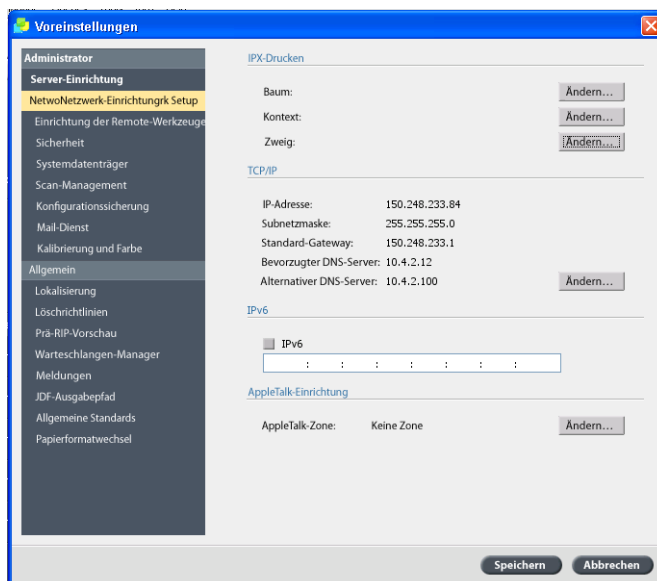 Voreinstellungen
Administrator
Server-Einrichtung
NetwoNetzwerk-Einrichtungrk Setup
Einrichtung der Remote-Werkzeuge
Sicherheit
Systemdatenträger
Scan-Management
Konfigurationssicherung
Mail-Dienst
Kalibrierung und Farbe
Allgemein
Lokalisierung
Löschrichtlinien
Prä-RIP-Vorschau
Warteschlangen-Manager
Meldungen
JDF-Ausgabepfad
Allgemeine Standards
Papierformatwechsel
IPX-Drucken
Baum: Ändern...
Kontext: Ändern...
Zweig: Ändern...
TCP/IP
IP-Adresse: 150.248.233.84
Subnetzmaske: 255.255.255.0
Standard-Gateway: 150.248.233.1
Bevorzugter DNS-Server: 10.4.2.12
Alternativer DNS-Server: 10.4.2.100 Ändern...
IPv6
IPv6
: : : : : : :
AppleTalk-Einrichtung
AppleTalk-Zone: Keine Zone Ändern...
Speichern Abbrechen